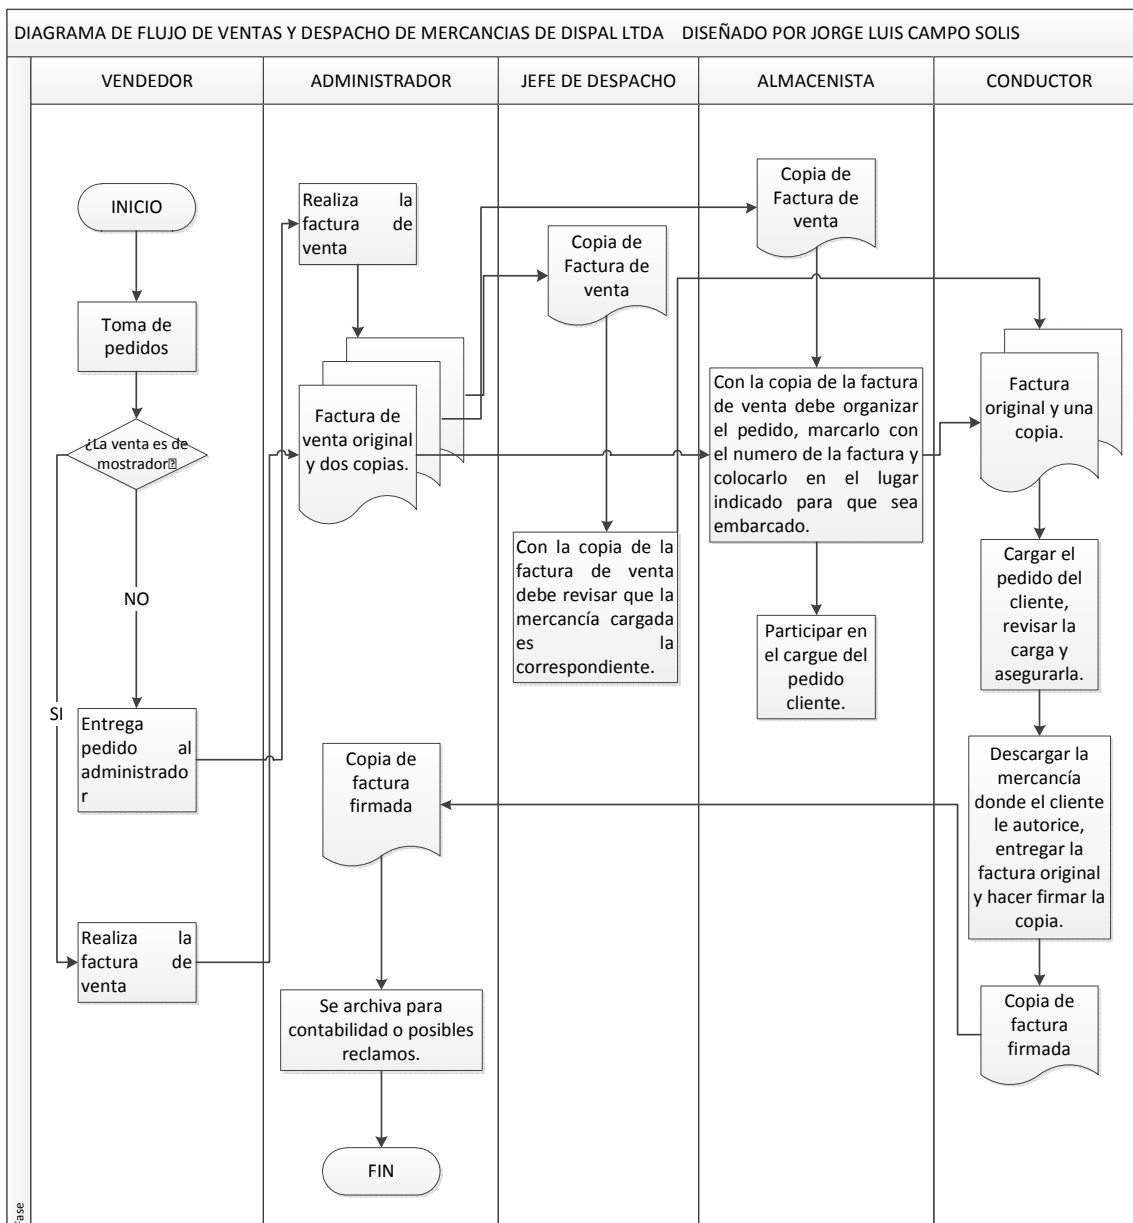 DIAGRAMA DE FLUJO DE VENTAS Y DESPACHO DE MERCANCIAS DE DISPAL LTDA DISEÑADO POR JORGE LUIS CAMPO SOLIS
VENDEDOR
ADMINISTRADOR
JEFE DE DESPACHO
ALMACENISTA
CONDUCTOR
INICIO
Toma de
pedidos
¿La venta es de
mostrador
NO
SI
Entrega
pedido al
administrado
r
Realiza la
factura de
venta
Realiza la
factura de
venta
Factura de
venta original
y dos copias.
Copia de
factura
firmada
Se archiva para
contabilidad o posibles
reclamos.
FIN
Copia de
Factura de
venta
Con la copia de la
factura de venta
debe revisar que la
mercancía cargada
es la
correspondiente.
Copia de
Factura de
venta
Con la copia de la factura
de venta debe organizar
el pedido, marcarlo con
el numero de la factura y
colocarlo en el lugar
indicado para que sea
embarcado.
Participar en
el cargue del
pedido
cliente.
Factura
original y una
copia.
Cargar el
pedido del
cliente,
revisar la
carga y
asegurarla.
Descargar la
mercancía
donde el cliente
le autorice,
entregar la
factura original
y hacer firmar la
copia.
Copia de
factura
firmada
Fase